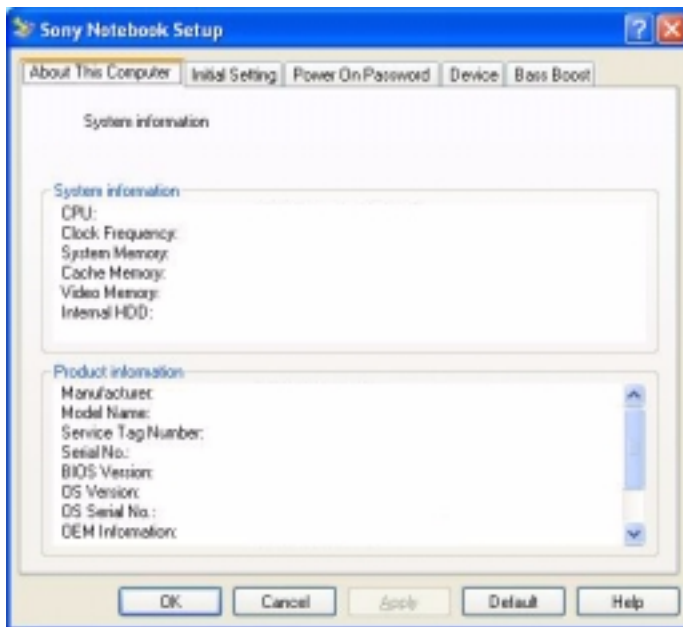 Sony Notebook Setup
About This Computer Initial Setting Power On Password Device Bass Boost
System information
System information
CPU:
Clock Frequency:
System Memory:
Cache Memory:
Video Memory:
Internal HDD:
Product information
Manufacturer:
Model Name:
Service Tag Number:
Serial No.:
BIOS Version:
OS Version:
OS Serial No.:
OEM Information:
OK Cancel Apply Default Help